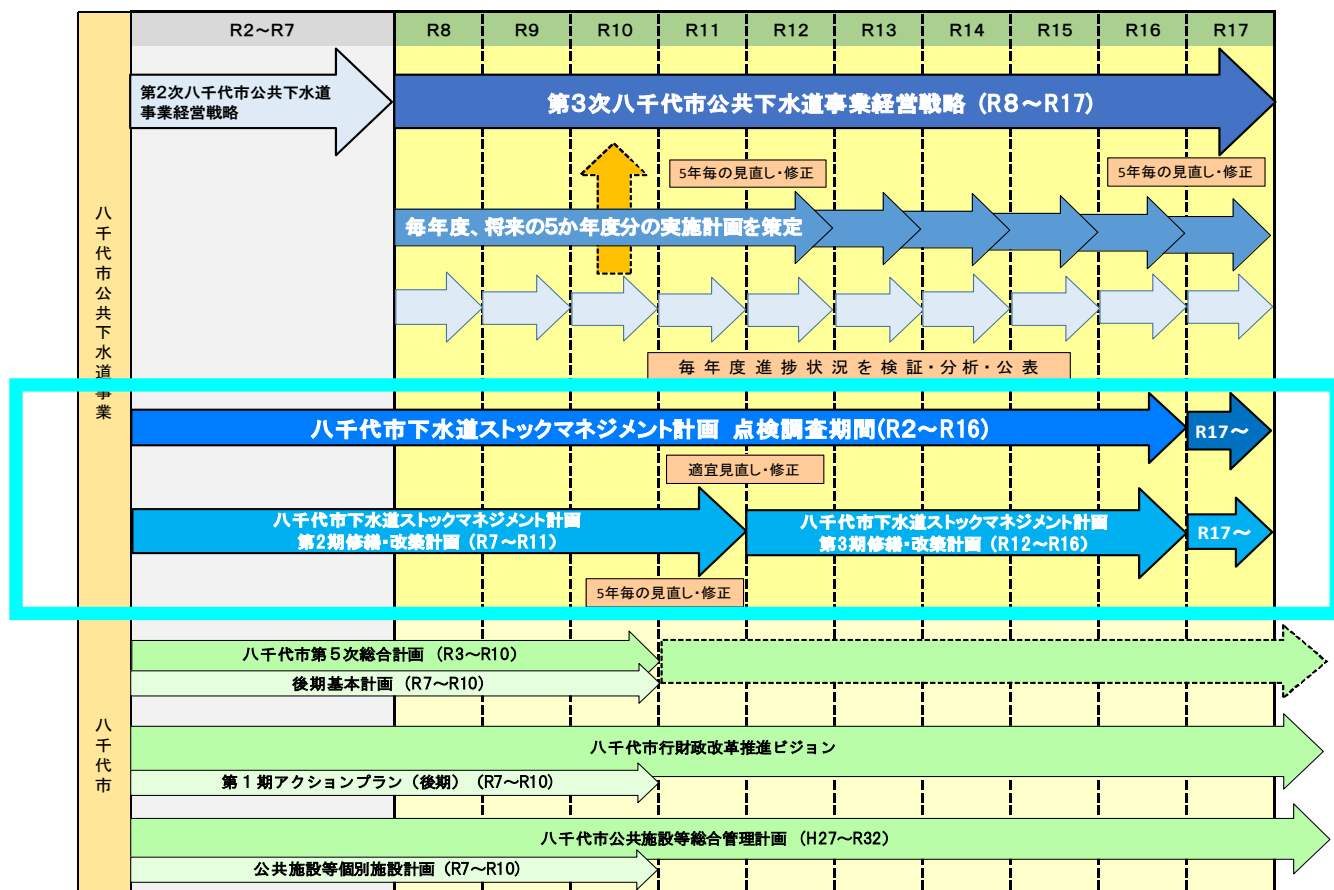 R2～R7 R8 R9 R10 R11 R12 R13 R14 R15 R16 R17
八千代市公共下水道事業
第2次八千代市公共下水道
事業経営戦略
第3次八千代市公共下水道事業経営戦略（R8～R17）
5年毎の見直し・修正
5年毎の見直し・修正
毎年度、将来の5か年度分の実施計画を策定
毎年度進捗状況を検証・分析・公表
八千代市下水道ストックマネジメント計画 点検調査期間(R2～R16)
R17～
適宜見直し・修正
八千代市下水道ストックマネジメント計画
第2期修繕・改築計画（R7～R11）
八千代市下水道ストックマネジメント計画
第3期修繕・改築計画（R12～R16）
R17～
5年毎の見直し・修正
八千代市
八千代市第５次総合計画（R3～R10）
後期基本計画（R7～R10）
八千代市行財政改革推進ビジョン
第１期アクションプラン（後期）（R7～R10）
八千代市公共施設等総合管理計画（H27～R32）
公共施設等個別施設計画（R7～R10）